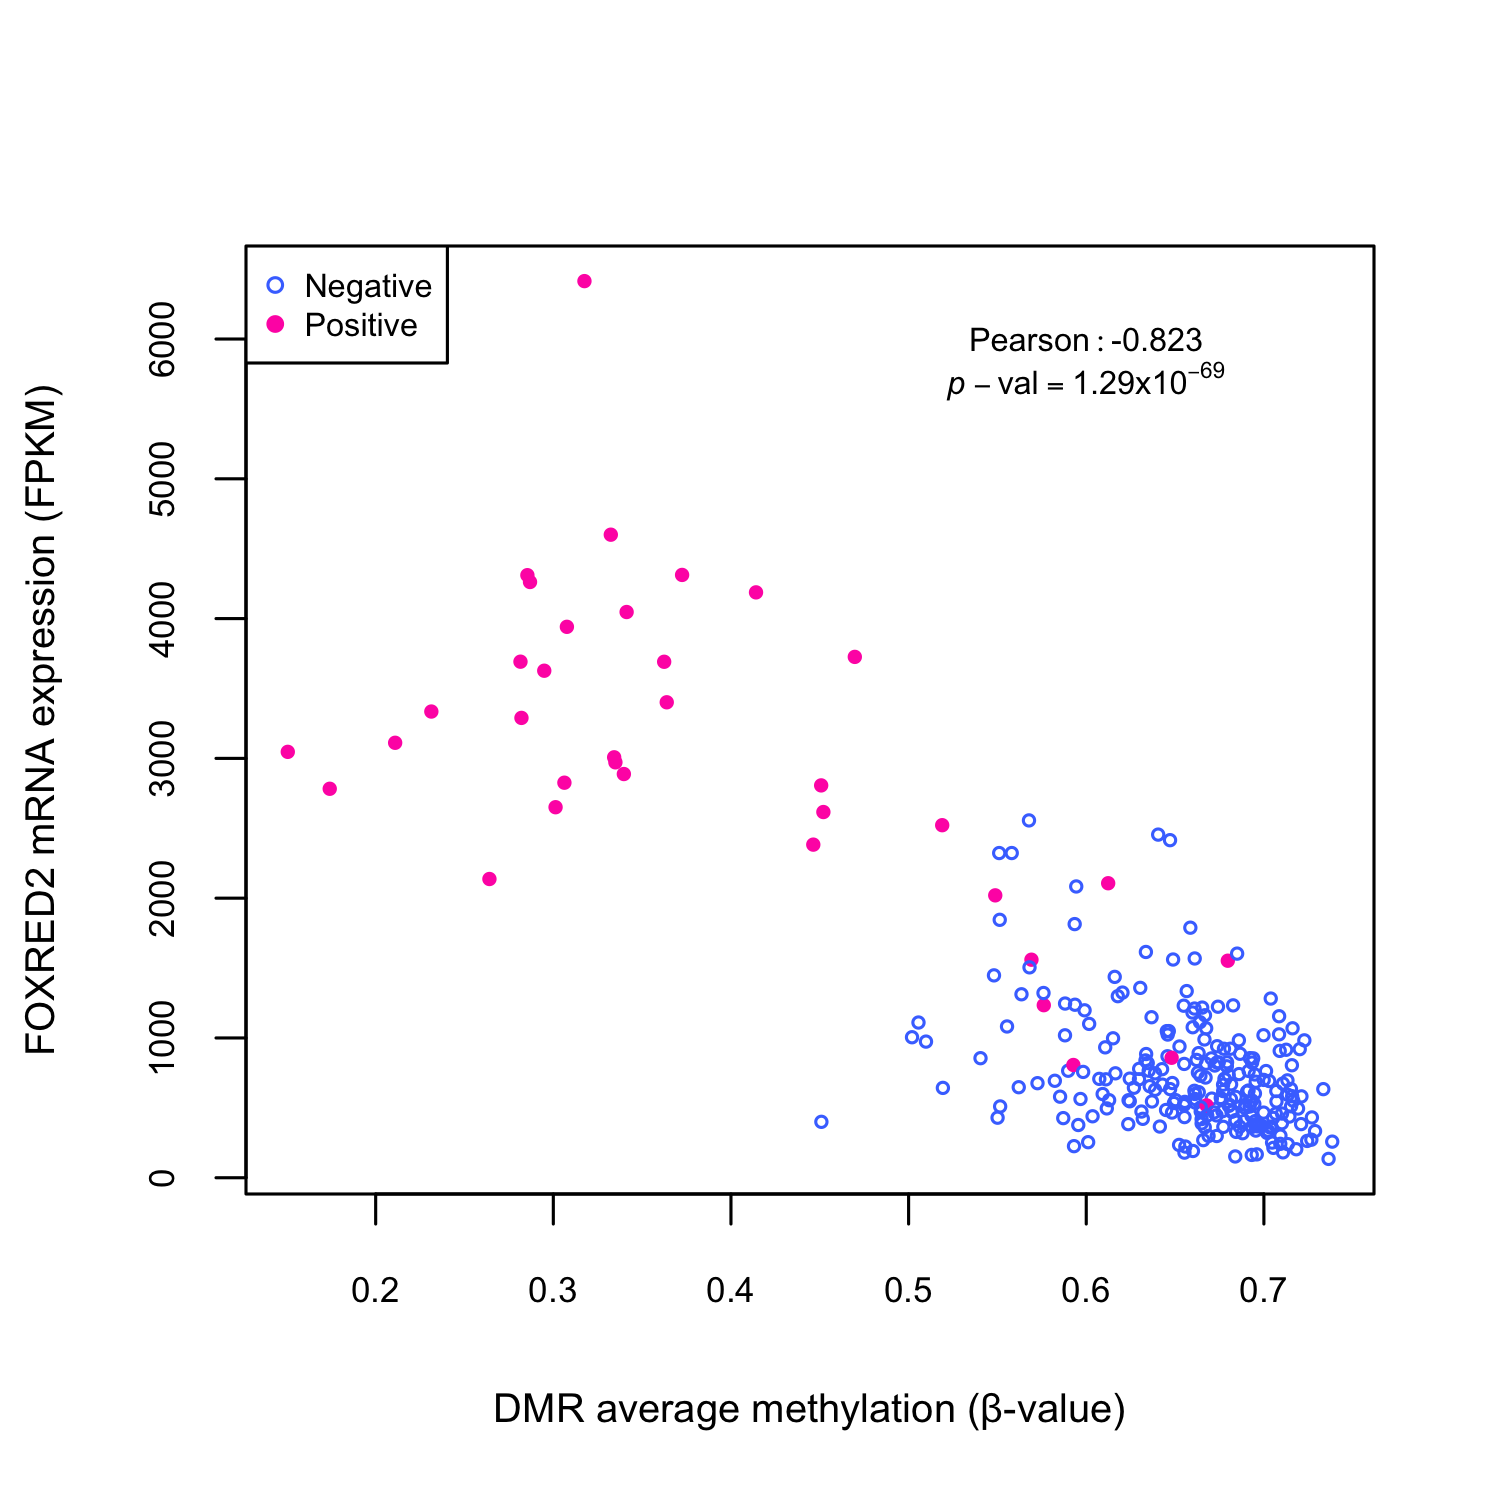 Negative
Positive
Pearson : -0.823
p − val = 1.29x10⁻⁶⁹
FOXRED2 mRNA expression (FPKM)
6000
5000
4000
3000
2000
1000
0
0.2 0.3 0.4 0.5 0.6 0.7
DMR average methylation (β-value)